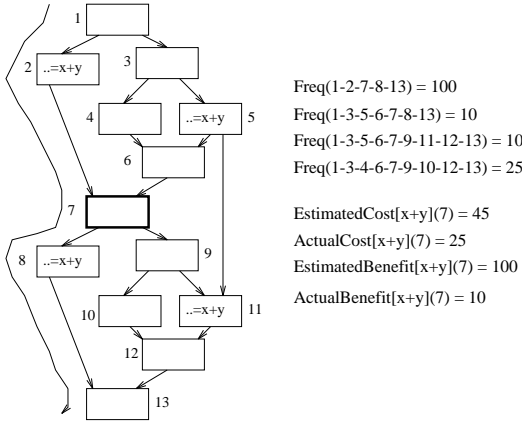 1
2
..=x+y
3
4
..=x+y
5
6
7
8
..=x+y
9
10
..=x+y
11
12
13
Freq(1-2-7-8-13) = 100
Freq(1-3-5-6-7-8-13) = 10
Freq(1-3-5-6-7-9-11-12-13) = 10
Freq(1-3-4-6-7-9-10-12-13) = 25
EstimatedCost[x+y](7) = 45
ActualCost[x+y](7) = 25
EstimatedBenefit[x+y](7) = 100
ActualBenefit[x+y](7) = 10